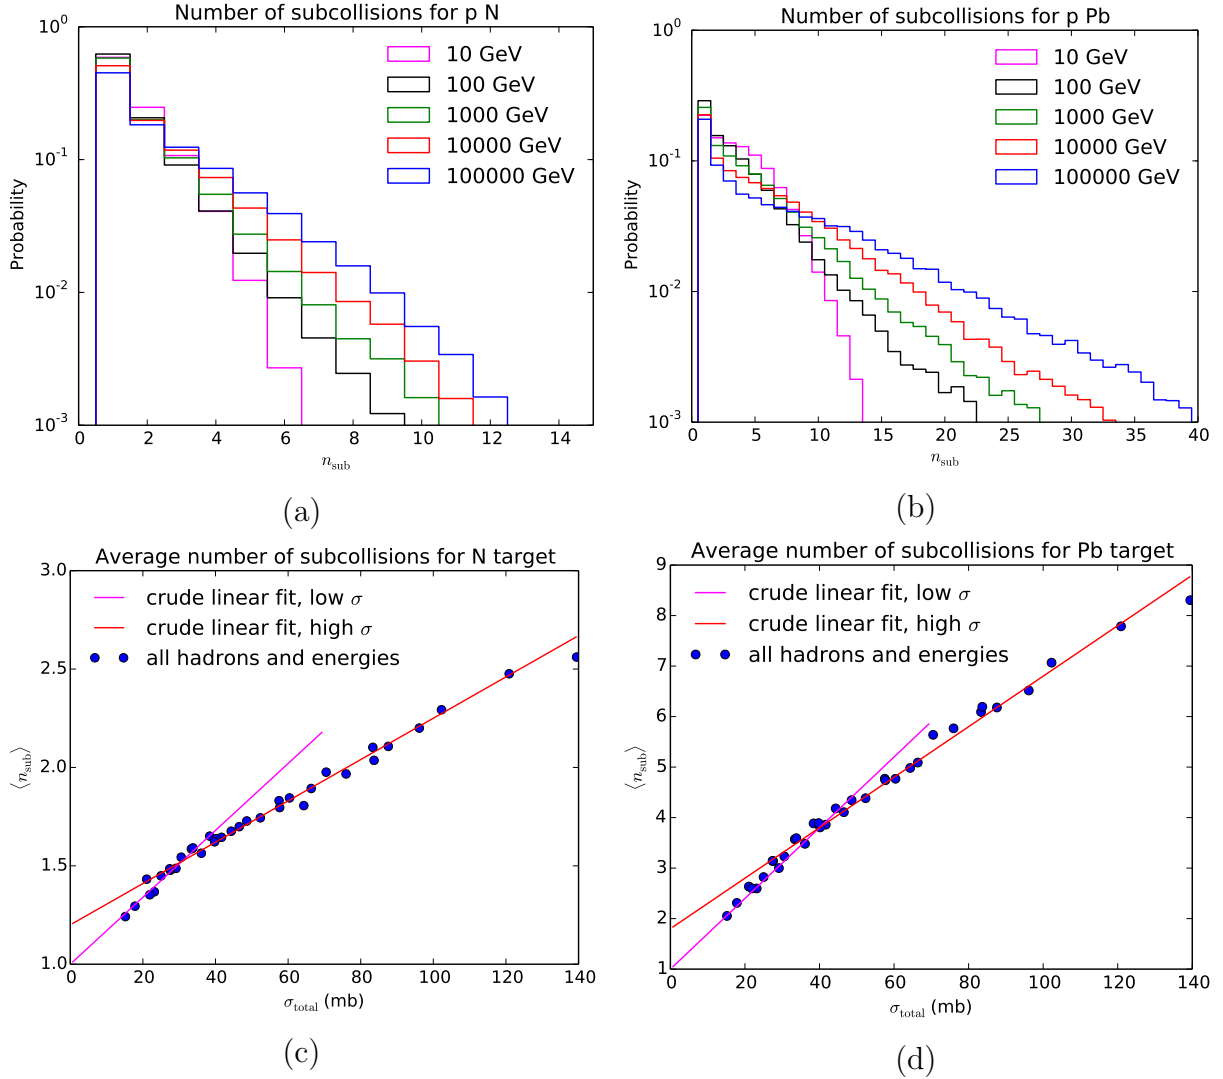 Number of subcollisions for p N
10^0
10^-1
10^-2
10^-3
Probability
10 GeV
100 GeV
1000 GeV
10000 GeV
100000 GeV
0 2 4 6 8 10 12 14
n_sub
(a)
Number of subcollisions for p Pb
10^0
10^-1
10^-2
10^-3
Probability
10 GeV
100 GeV
1000 GeV
10000 GeV
100000 GeV
0 5 10 15 20 25 30 35 40
n_sub
(b)
Average number of subcollisions for N target
3.0
2.5
2.0
1.5
1.0
⟨n_sub⟩
crude linear fit, low σ
crude linear fit, high σ
all hadrons and energies
0 20 40 60 80 100 120 140
σ_total (mb)
(c)
Average number of subcollisions for Pb target
9
8
7
6
5
4
3
2
1
⟨n_sub⟩
crude linear fit, low σ
crude linear fit, high σ
all hadrons and energies
0 20 40 60 80 100 120 140
σ_total (mb)
(d)